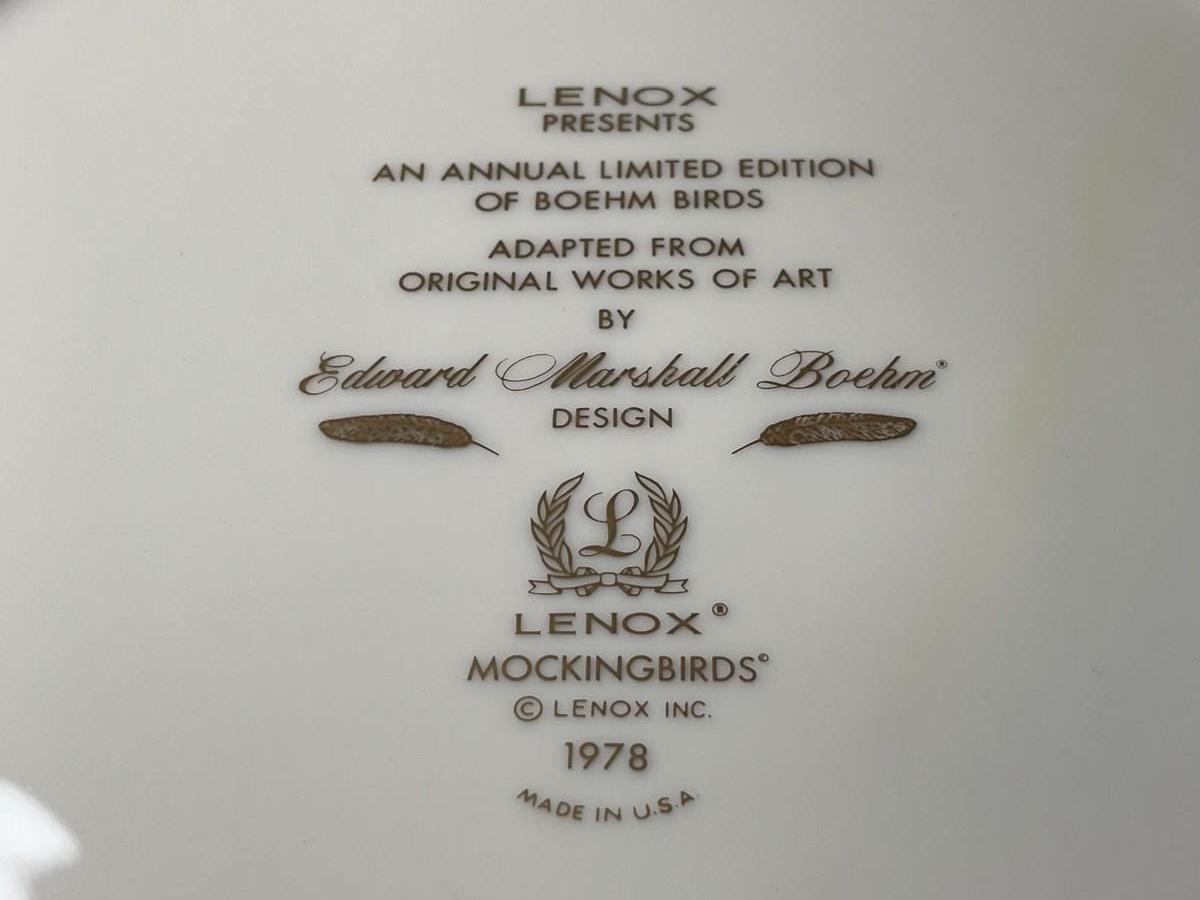 LENOX
PRESENTS
AN ANNUAL LIMITED EDITION
OF BOEHM BIRDS
ADAPTED FROM
ORIGINAL WORKS OF ART
BY
Edward Marshall Boehm®
DESIGN
L
LENOX®
MOCKINGBIRDS©
© LENOX INC.
1978
MADE IN U.S.A.